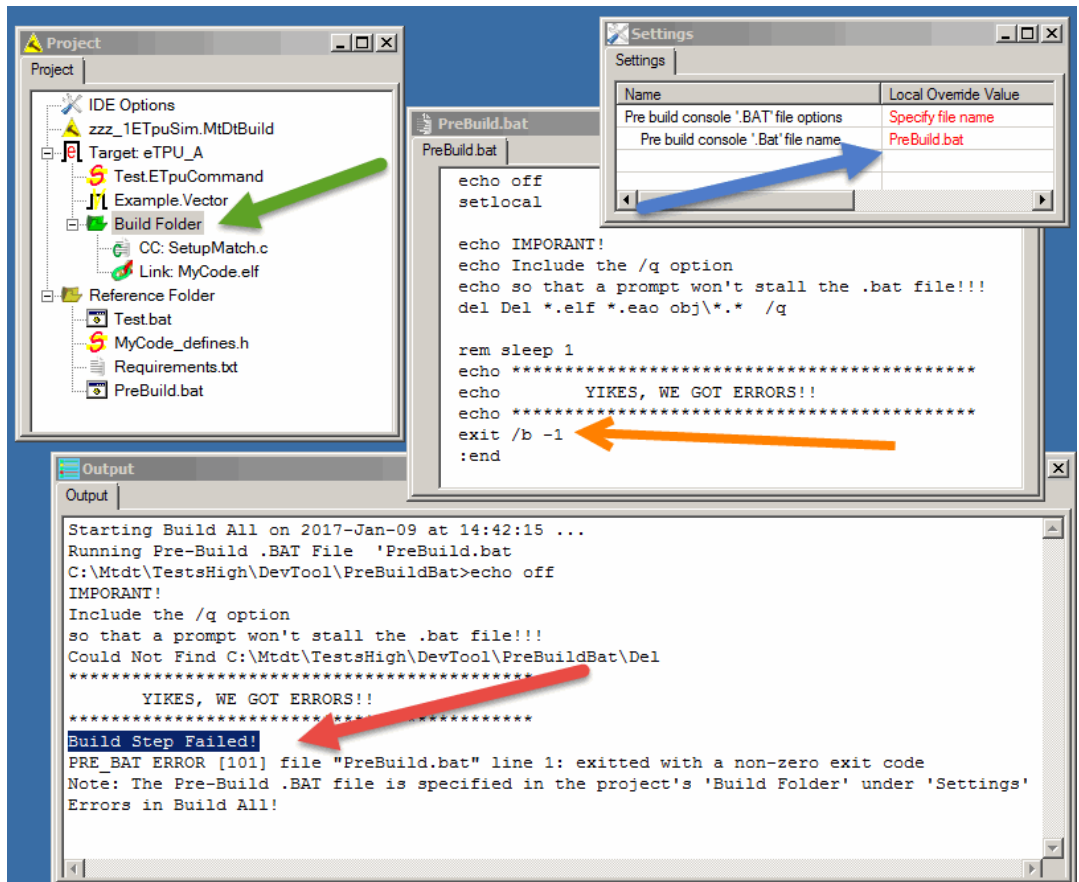 Project
Project
IDE Options
zzz_1ETpuSim.MtDtBuild
Target: eTPU_A
Test.ETpuCommand
Example.Vector
Build Folder
CC: SetupMatch.c
Link: MyCode.elf
Reference Folder
Test.bat
MyCode_defines.h
Requirements.txt
PreBuild.bat
Settings
Settings
Name Local Override Value
Pre build console '.BAT' file options Specify file name
Pre build console '.Bat' file name PreBuild.bat
PreBuild.bat
PreBuild.bat
echo off
setlocal
echo IMPORANT!
echo Include the /q option
echo so that a prompt won't stall the .bat file!!!
del Del *.elf *.eao obj\*.* /q
rem sleep 1
echo ********************************************
echo YIKES, WE GOT ERRORS!!
echo ********************************************
exit /b -1
:end
Output
Output
Starting Build All on 2017-Jan-09 at 14:42:15 ...
Running Pre-Build .BAT File 'PreBuild.bat
C:\Mtdt\TestsHigh\DevTool\PreBuildBat>echo off
IMPORANT!
Include the /q option
so that a prompt won't stall the .bat file!!!
Could Not Find C:\Mtdt\TestsHigh\DevTool\PreBuildBat\Del
********************************************
YIKES, WE GOT ERRORS!!
********************************************
Build Step Failed!
PRE_BAT ERROR [101] file "PreBuild.bat" line 1: exitted with a non-zero exit code
Note: The Pre-Build .BAT file is specified in the project's 'Build Folder' under 'Settings'
Errors in Build All!